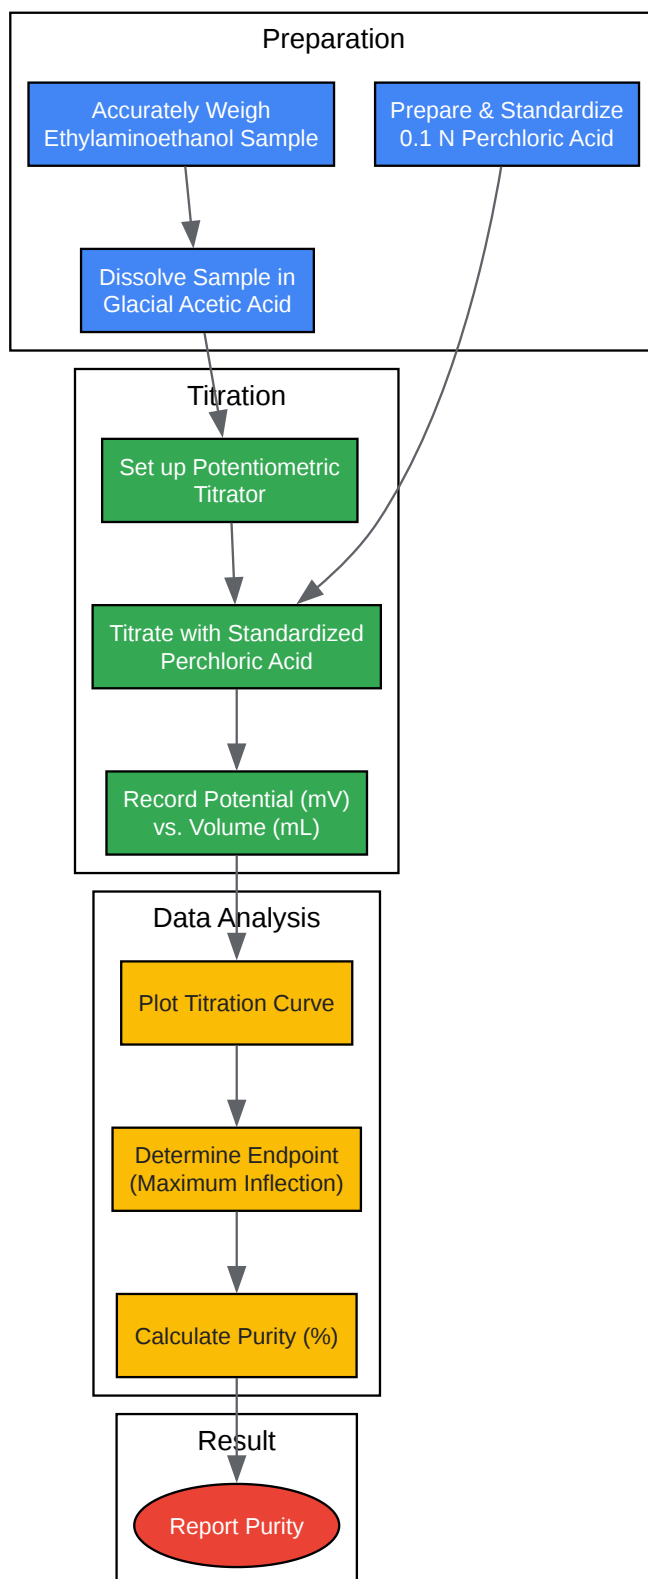 Preparation
Accurately Weigh
Ethylaminoethanol Sample
Prepare & Standardize
0.1 N Perchloric Acid
Dissolve Sample in
Glacial Acetic Acid
Titration
Set up Potentiometric
Titrator
Titrate with Standardized
Perchloric Acid
Record Potential (mV)
vs. Volume (mL)
Data Analysis
Plot Titration Curve
Determine Endpoint
(Maximum Inflection)
Calculate Purity (%)
Result
Report Purity